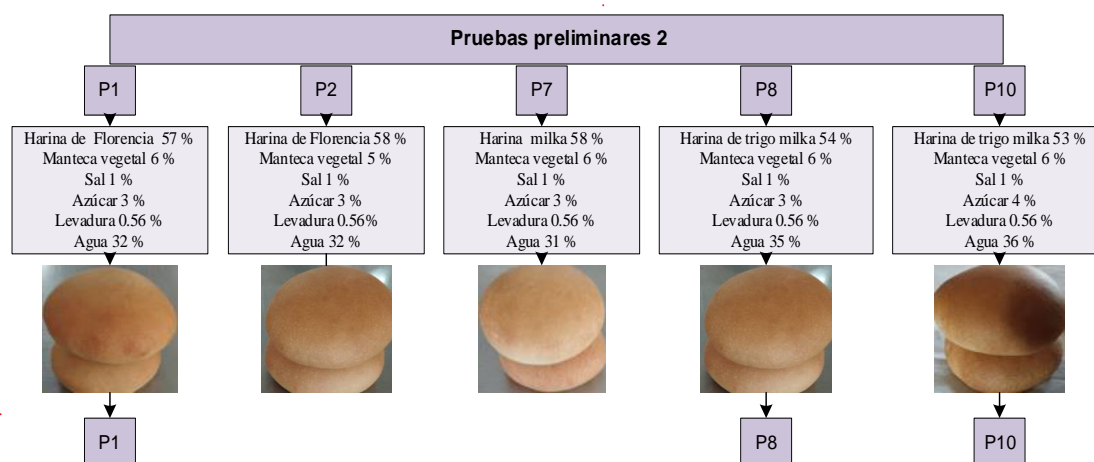 Pruebas preliminares 2
P1
P2
P7
P8
P10
Harina de Florencia 57 %
Manteca vegetal 6 %
Sal 1 %
Azúcar 3 %
Levadura 0.56 %
Agua 32 %
Harina de Florencia 58 %
Manteca vegetal 5 %
Sal 1 %
Azúcar 3 %
Levadura 0.56%
Agua 32 %
Harina milka 58 %
Manteca vegetal 6 %
Sal 1 %
Azúcar 3 %
Levadura 0.56 %
Agua 31 %
Harina de trigo milka 54 %
Manteca vegetal 6 %
Sal 1 %
Azúcar 3 %
Levadura 0.56 %
Agua 35 %
Harina de trigo milka 53 %
Manteca vegetal 6 %
Sal 1 %
Azúcar 4 %
Levadura 0.56 %
Agua 36 %
P1
P8
P10